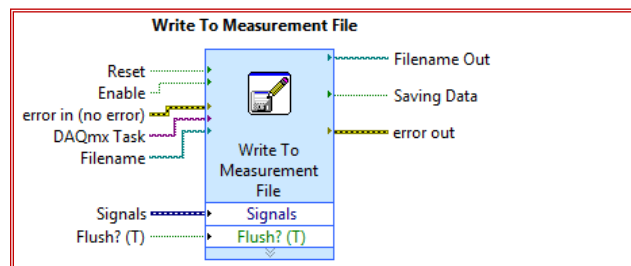 Write To Measurement File
Reset
Enable
error in (no error)
DAQmx Task
Filename
Signals
Flush? (T)
Write To
Measurement
File
Signals
Flush? (T)
Filename Out
Saving Data
error out